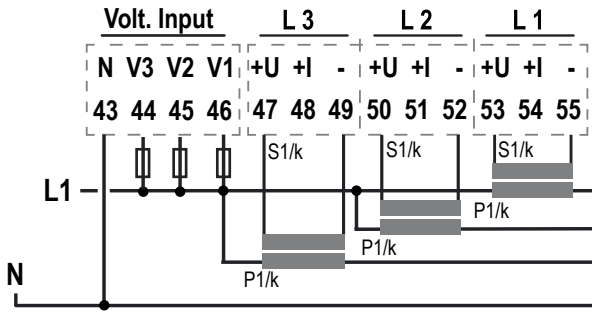 Volt. Input L 3 L 2 L 1
N V3 V2 V1 +U +I - +U +I - +U +I -
43 44 45 46 47 48 49 50 51 52 53 54 55
S1/k S1/k S1/k
L1
P1/k
P1/k
P1/k
N